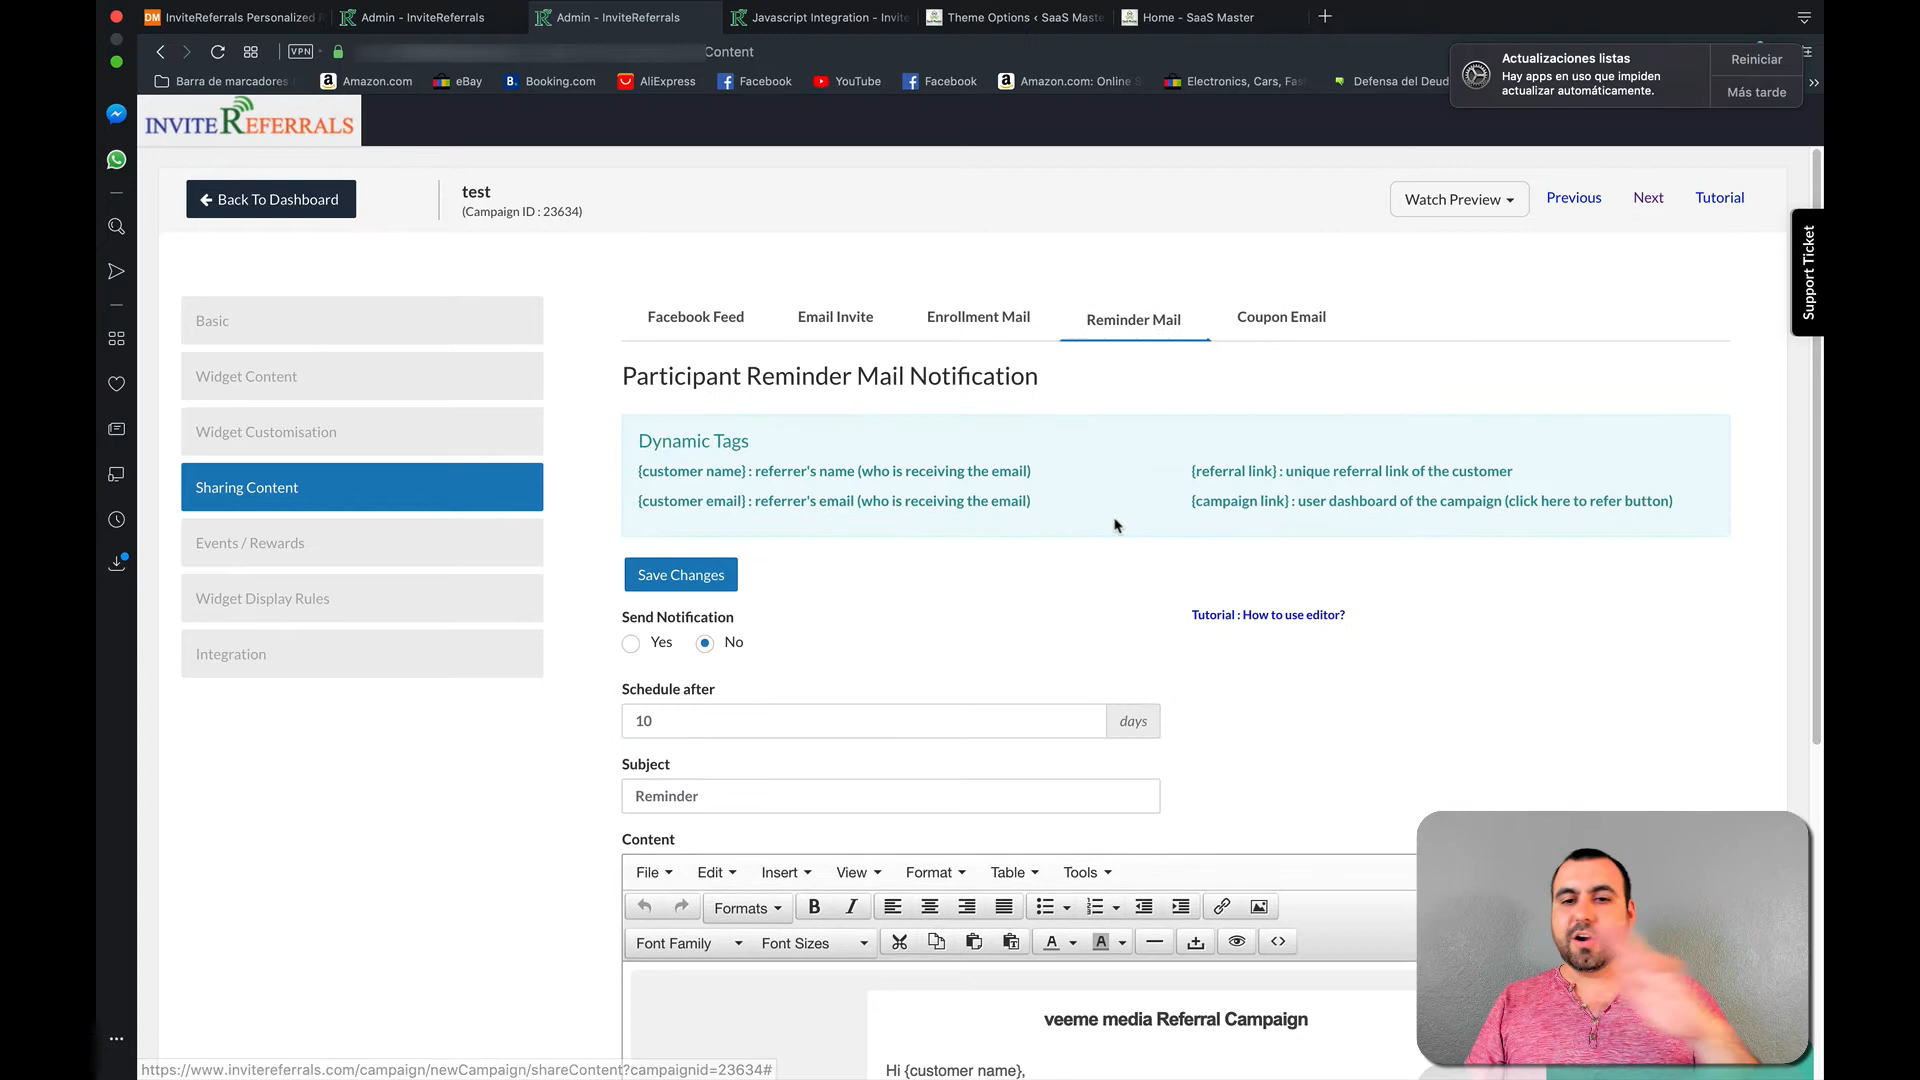 DM InviteReferrals Personalized
Admin - InviteReferrals
Admin - InviteReferrals
Javascript Integration - Invite
Theme Options ‹ SaaS Maste
Home - SaaS Master
VPN
Content
Barra de marcadores
Amazon.com
eBay
B. Booking.com
AliExpress
Facebook
YouTube
Facebook
Amazon.com: Online S
Electronics, Cars, Fas
Defensa del Deud
Actualizaciones listas
Hay apps en uso que impiden
actualizar automáticamente.
Reiniciar
Más tarde
INVITEREFERRALS
Back To Dashboard
test
(Campaign ID : 23634)
Watch Preview
Previous
Next
Tutorial
Support Ticket
Basic
Widget Content
Widget Customisation
Sharing Content
Events / Rewards
Widget Display Rules
Integration
Facebook Feed
Email Invite
Enrollment Mail
Reminder Mail
Coupon Email
Participant Reminder Mail Notification
Dynamic Tags
{customer name} : referrer's name (who is receiving the email)
{referral link} : unique referral link of the customer
{customer email} : referrer's email (who is receiving the email)
{campaign link} : user dashboard of the campaign (click here to refer button)
Save Changes
Send Notification
Tutorial : How to use editor?
Yes
No
Schedule after
10
days
Subject
Reminder
Content
File Edit Insert View Format Table Tools
Formats B I
Font Family Font Sizes A A
veeme media Referral Campaign
Hi {customer name},
https://www.invitereferrals.com/campaign/newCampaign/shareContent?campaignid=23634#